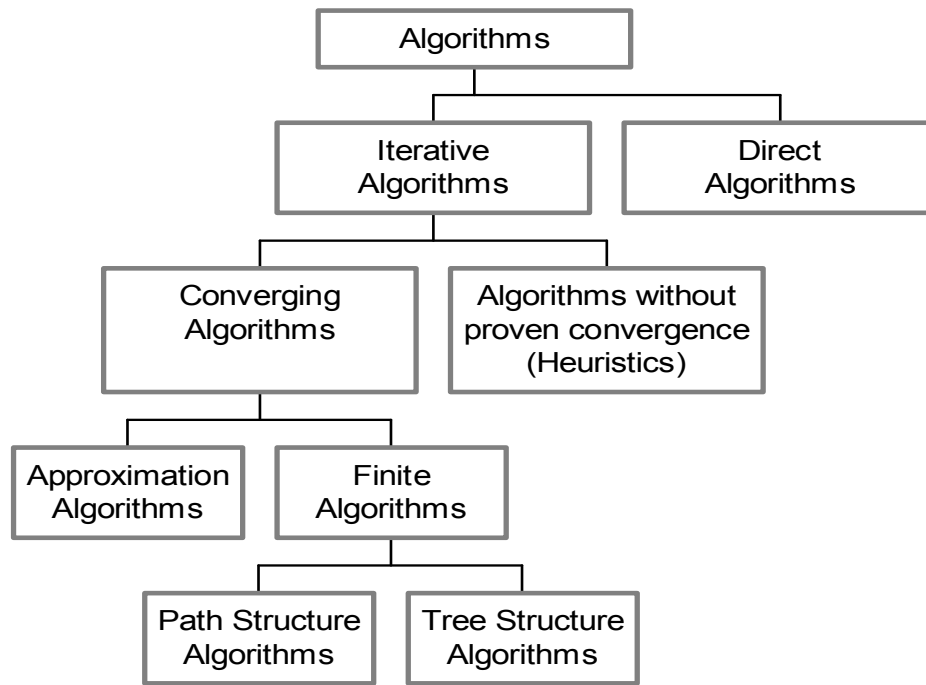 Algorithms
Iterative
Algorithms
Direct
Algorithms
Converging
Algorithms
Algorithms without
proven convergence
(Heuristics)
Approximation
Algorithms
Finite
Algorithms
Path Structure
Algorithms
Tree Structure
Algorithms